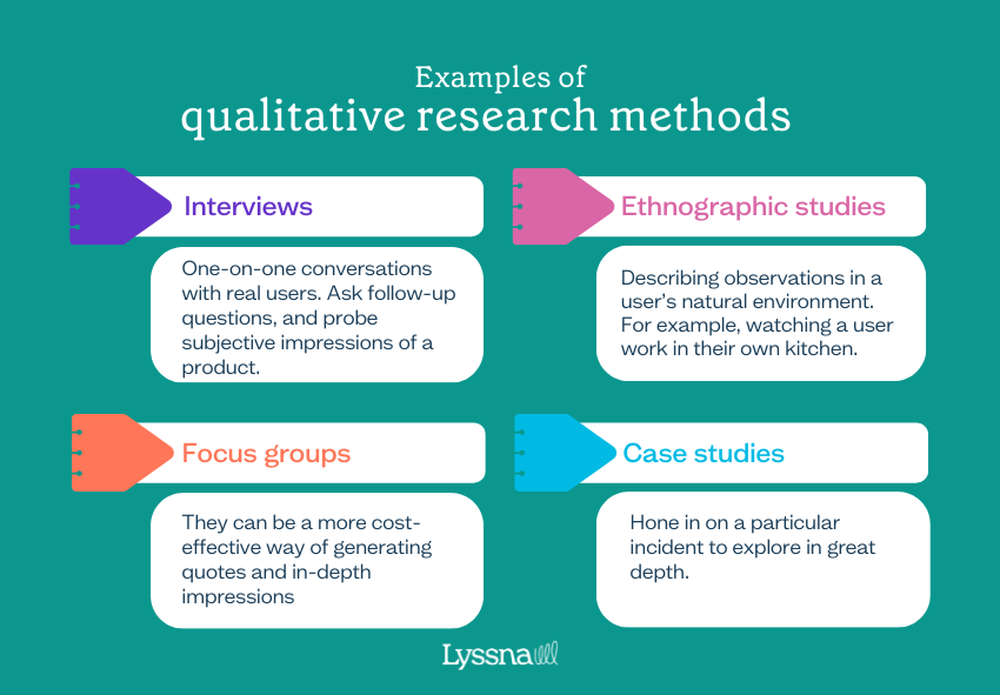 Examples of
qualitative research methods
Interviews
One-on-one conversations
with real users. Ask follow-up
questions, and probe
subjective impressions of a
product.
Ethnographic studies
Describing observations in a
user’s natural environment.
For example, watching a user
work in their own kitchen.
Focus groups
They can be a more cost-
effective way of generating
quotes and in-depth
impressions
Case studies
Hone in on a particular
incident to explore in great
depth.
Lyssna